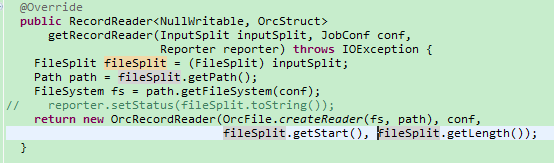 @Override
public RecordReader<NullWritable, OrcStruct>
getRecordReader(InputSplit inputSplit, JobConf conf,
Reporter reporter) throws IOException {
FileSplit fileSplit = (FileSplit) inputSplit;
Path path = fileSplit.getPath();
FileSystem fs = path.getFileSystem(conf);
// reporter.setStatus(fileSplit.toString());
return new OrcRecordReader(OrcFile.createReader(fs, path), conf,
fileSplit.getStart(), fileSplit.getLength());
}